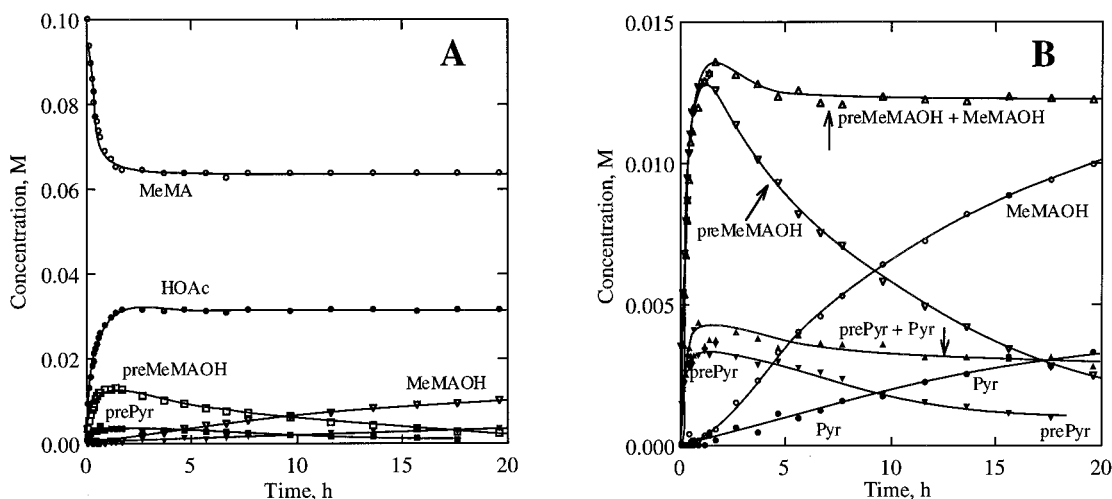 A
0.10
0.08
0.06
0.04
0.02
0.00
Concentration, M
MeMA
HOAc
preMeMAOH
MeMAOH
prePyr
0 5 10 15 20
Time, h
B
0.015
0.010
0.005
0.000
Concentration, M
preMeMAOH + MeMAOH
MeMAOH
preMeMAOH
prePyr + Pyr
prePyr
Pyr
Pyr
prePyr
0 5 10 15 20
Time, h